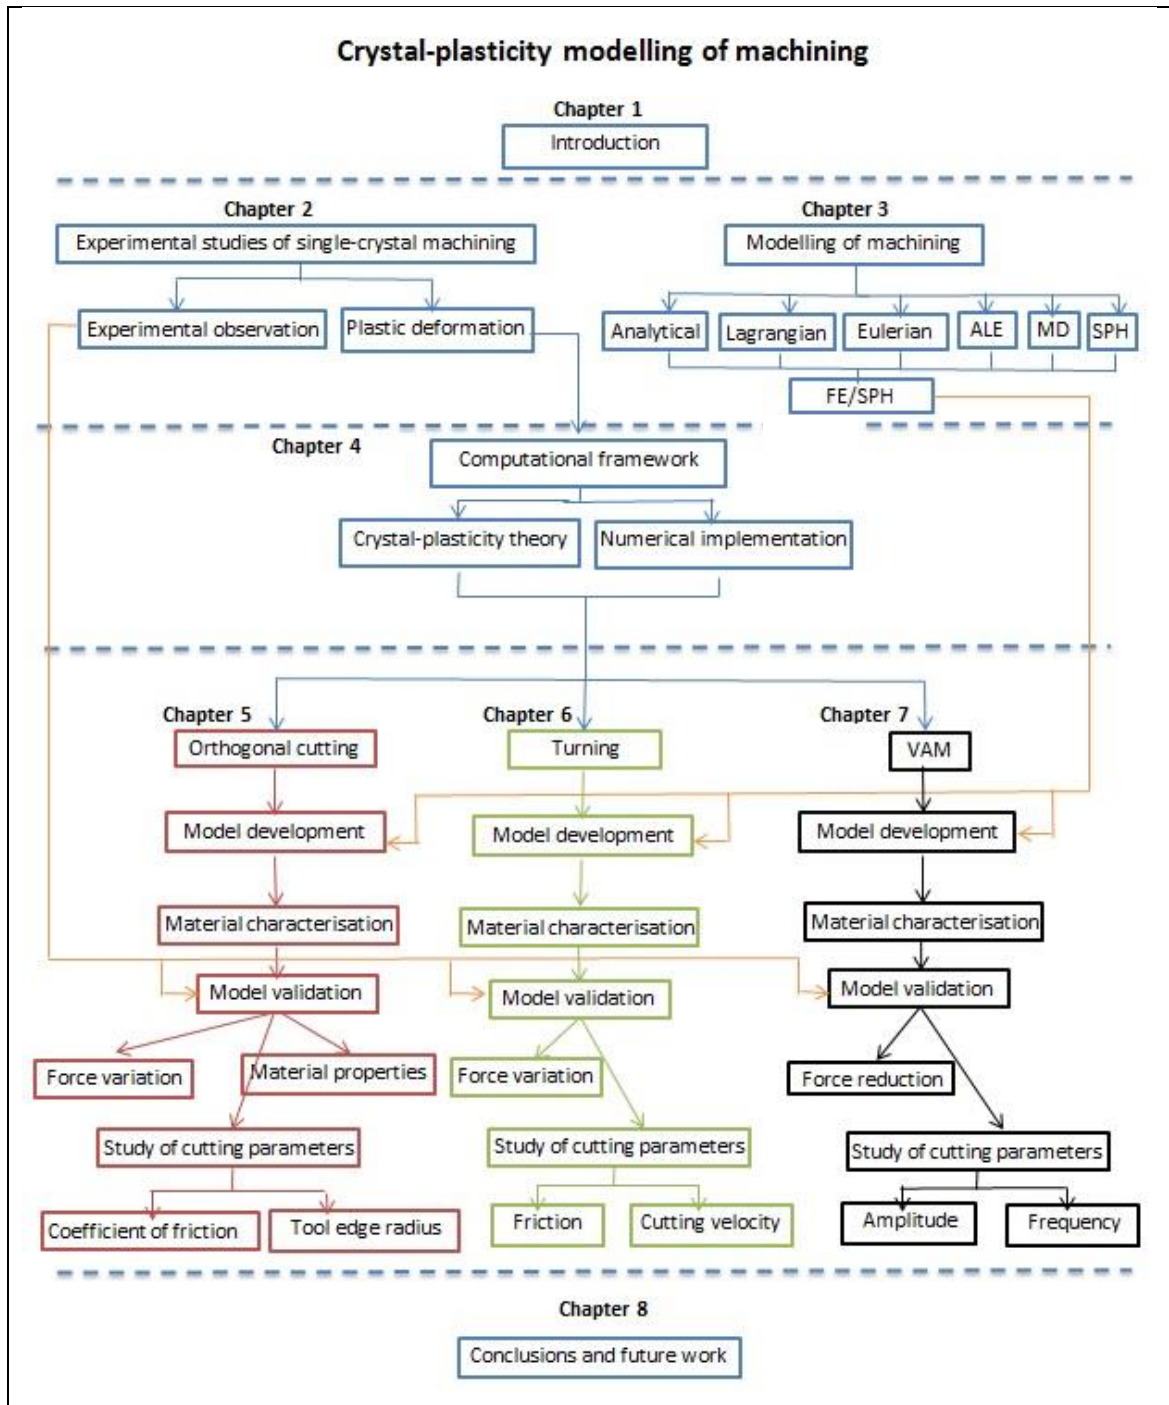 Crystal-plasticity modelling of machining
Chapter 1
Introduction
Chapter 2
Experimental studies of single-crystal machining
Experimental observation
Plastic deformation
Chapter 3
Modelling of machining
Analytical
Lagrangian
Eulerian
ALE
MD
SPH
FE/SPH
Chapter 4
Computational framework
Crystal-plasticity theory
Numerical implementation
Chapter 5
Orthogonal cutting
Model development
Material characterisation
Model validation
Force variation
Material properties
Study of cutting parameters
Coefficient of friction
Tool edge radius
Chapter 6
Turning
Model development
Material characterisation
Model validation
Force variation
Study of cutting parameters
Friction
Cutting velocity
Chapter 7
VAM
Model development
Material characterisation
Model validation
Force reduction
Study of cutting parameters
Amplitude
Frequency
Chapter 8
Conclusions and future work